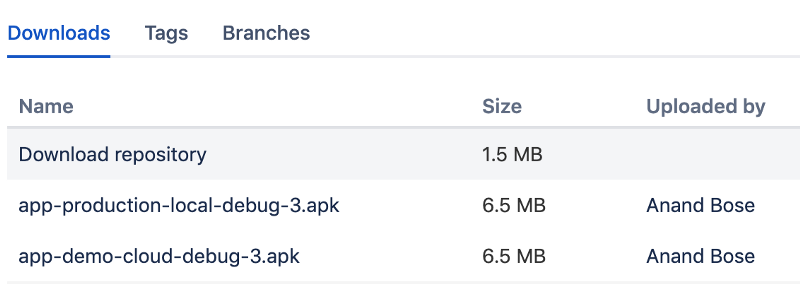 Downloads Tags Branches
Name Size Uploaded by
Download repository 1.5 MB
app-production-local-debug-3.apk 6.5 MB Anand Bose
app-demo-cloud-debug-3.apk 6.5 MB Anand Bose